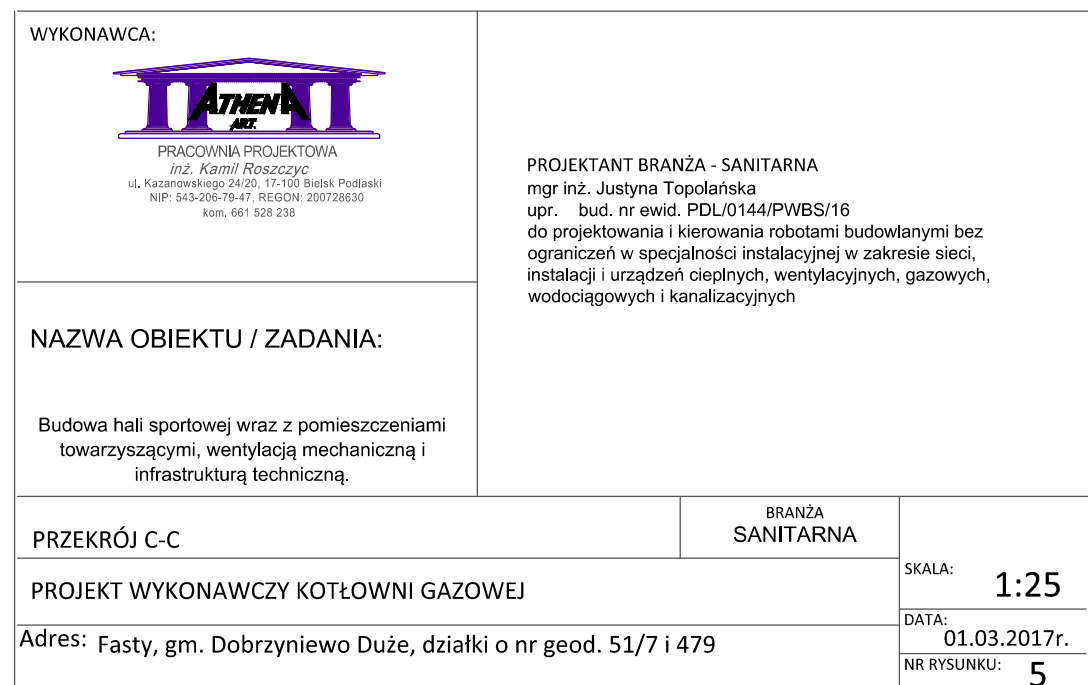 WYKONAWCA:
ATHENA
ART.
PRACOWNIA PROJEKTOWA
inż. Kamil Roszczyc
ul. Kazanowskiego 24/20, 17-100 Bielsk Podlaski
NIP: 543-206-79-47, REGON: 200728630
kom. 661 528 238
PROJEKTANT BRANŻA - SANITARNA
mgr inż. Justyna Topolańska
upr. bud. nr ewid. PDL/0144/PWBS/16
do projektowania i kierowania robotami budowlanymi bez
ograniczeń w specjalności instalacyjnej w zakresie sieci,
instalacji i urządzeń cieplnych, wentylacyjnych, gazowych,
wodociągowych i kanalizacyjnych
NAZWA OBIEKTU / ZADANIA:
Budowa hali sportowej wraz z pomieszczeniami
towarzyszącymi, wentylacją mechaniczną i
infrastrukturą techniczną.
PRZEKRÓJ C-C
BRANŻA
SANITARNA
PROJEKT WYKONAWCZY KOTŁOWNI GAZOWEJ
SKALA: 1:25
Adres: Fasty, gm. Dobrzyniewo Duże, działki o nr geod. 51/7 i 479
DATA:
01.03.2017r.
NR RYSUNKU: 5